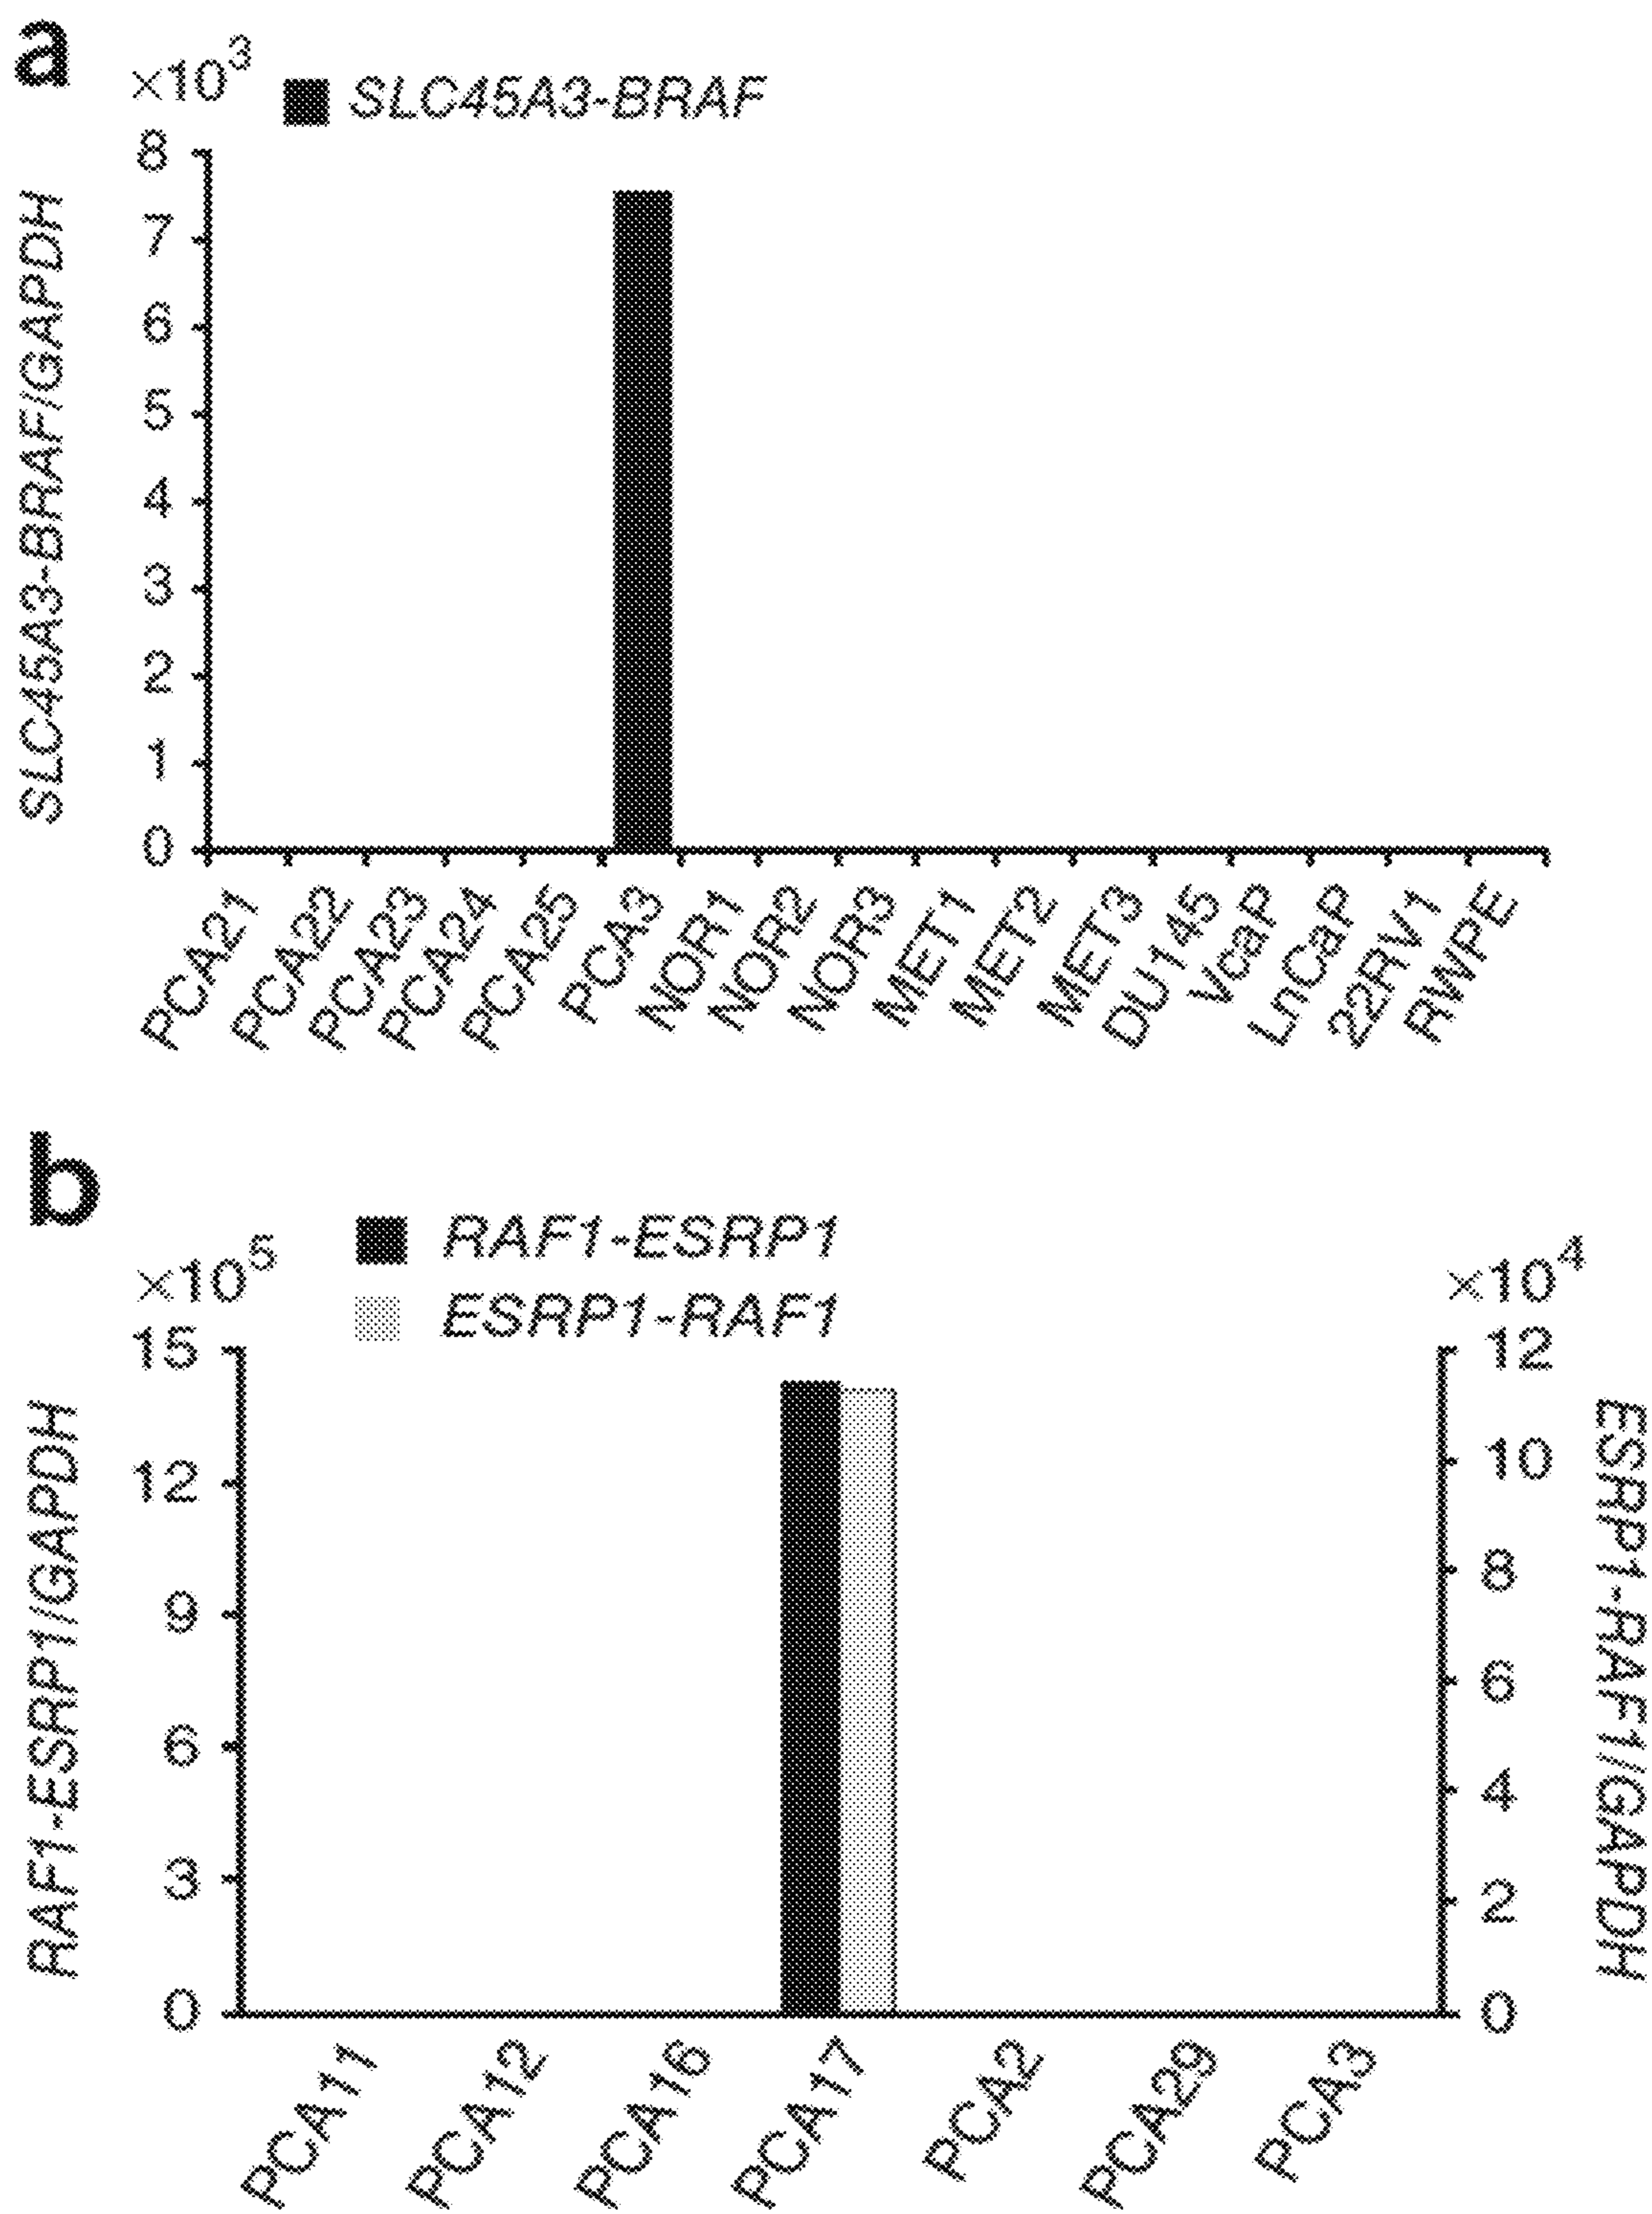 a
×10³
SLC45A3-BRAF
SLC45A3-BRAF/GAPDH
8
7
6
5
4
3
2
1
0
PCA21
PCA22
PCA23
PCA24
PCA25
PCA3
NOR1
NOR2
NOR3
MET1
MET2
MET3
DU145
VcaP
LnCaP
22RV1
RWPE
b
RAF1-ESRP1
ESRP1-RAF1
×10⁵
×10⁴
RAF1-ESRP1/GAPDH
15
12
9
6
3
0
12
10
8
6
4
2
0
ESRP1-RAF1/GAPDH
PCA11
PCA12
PCA16
PCA17
PCA2
PCA29
PCA3